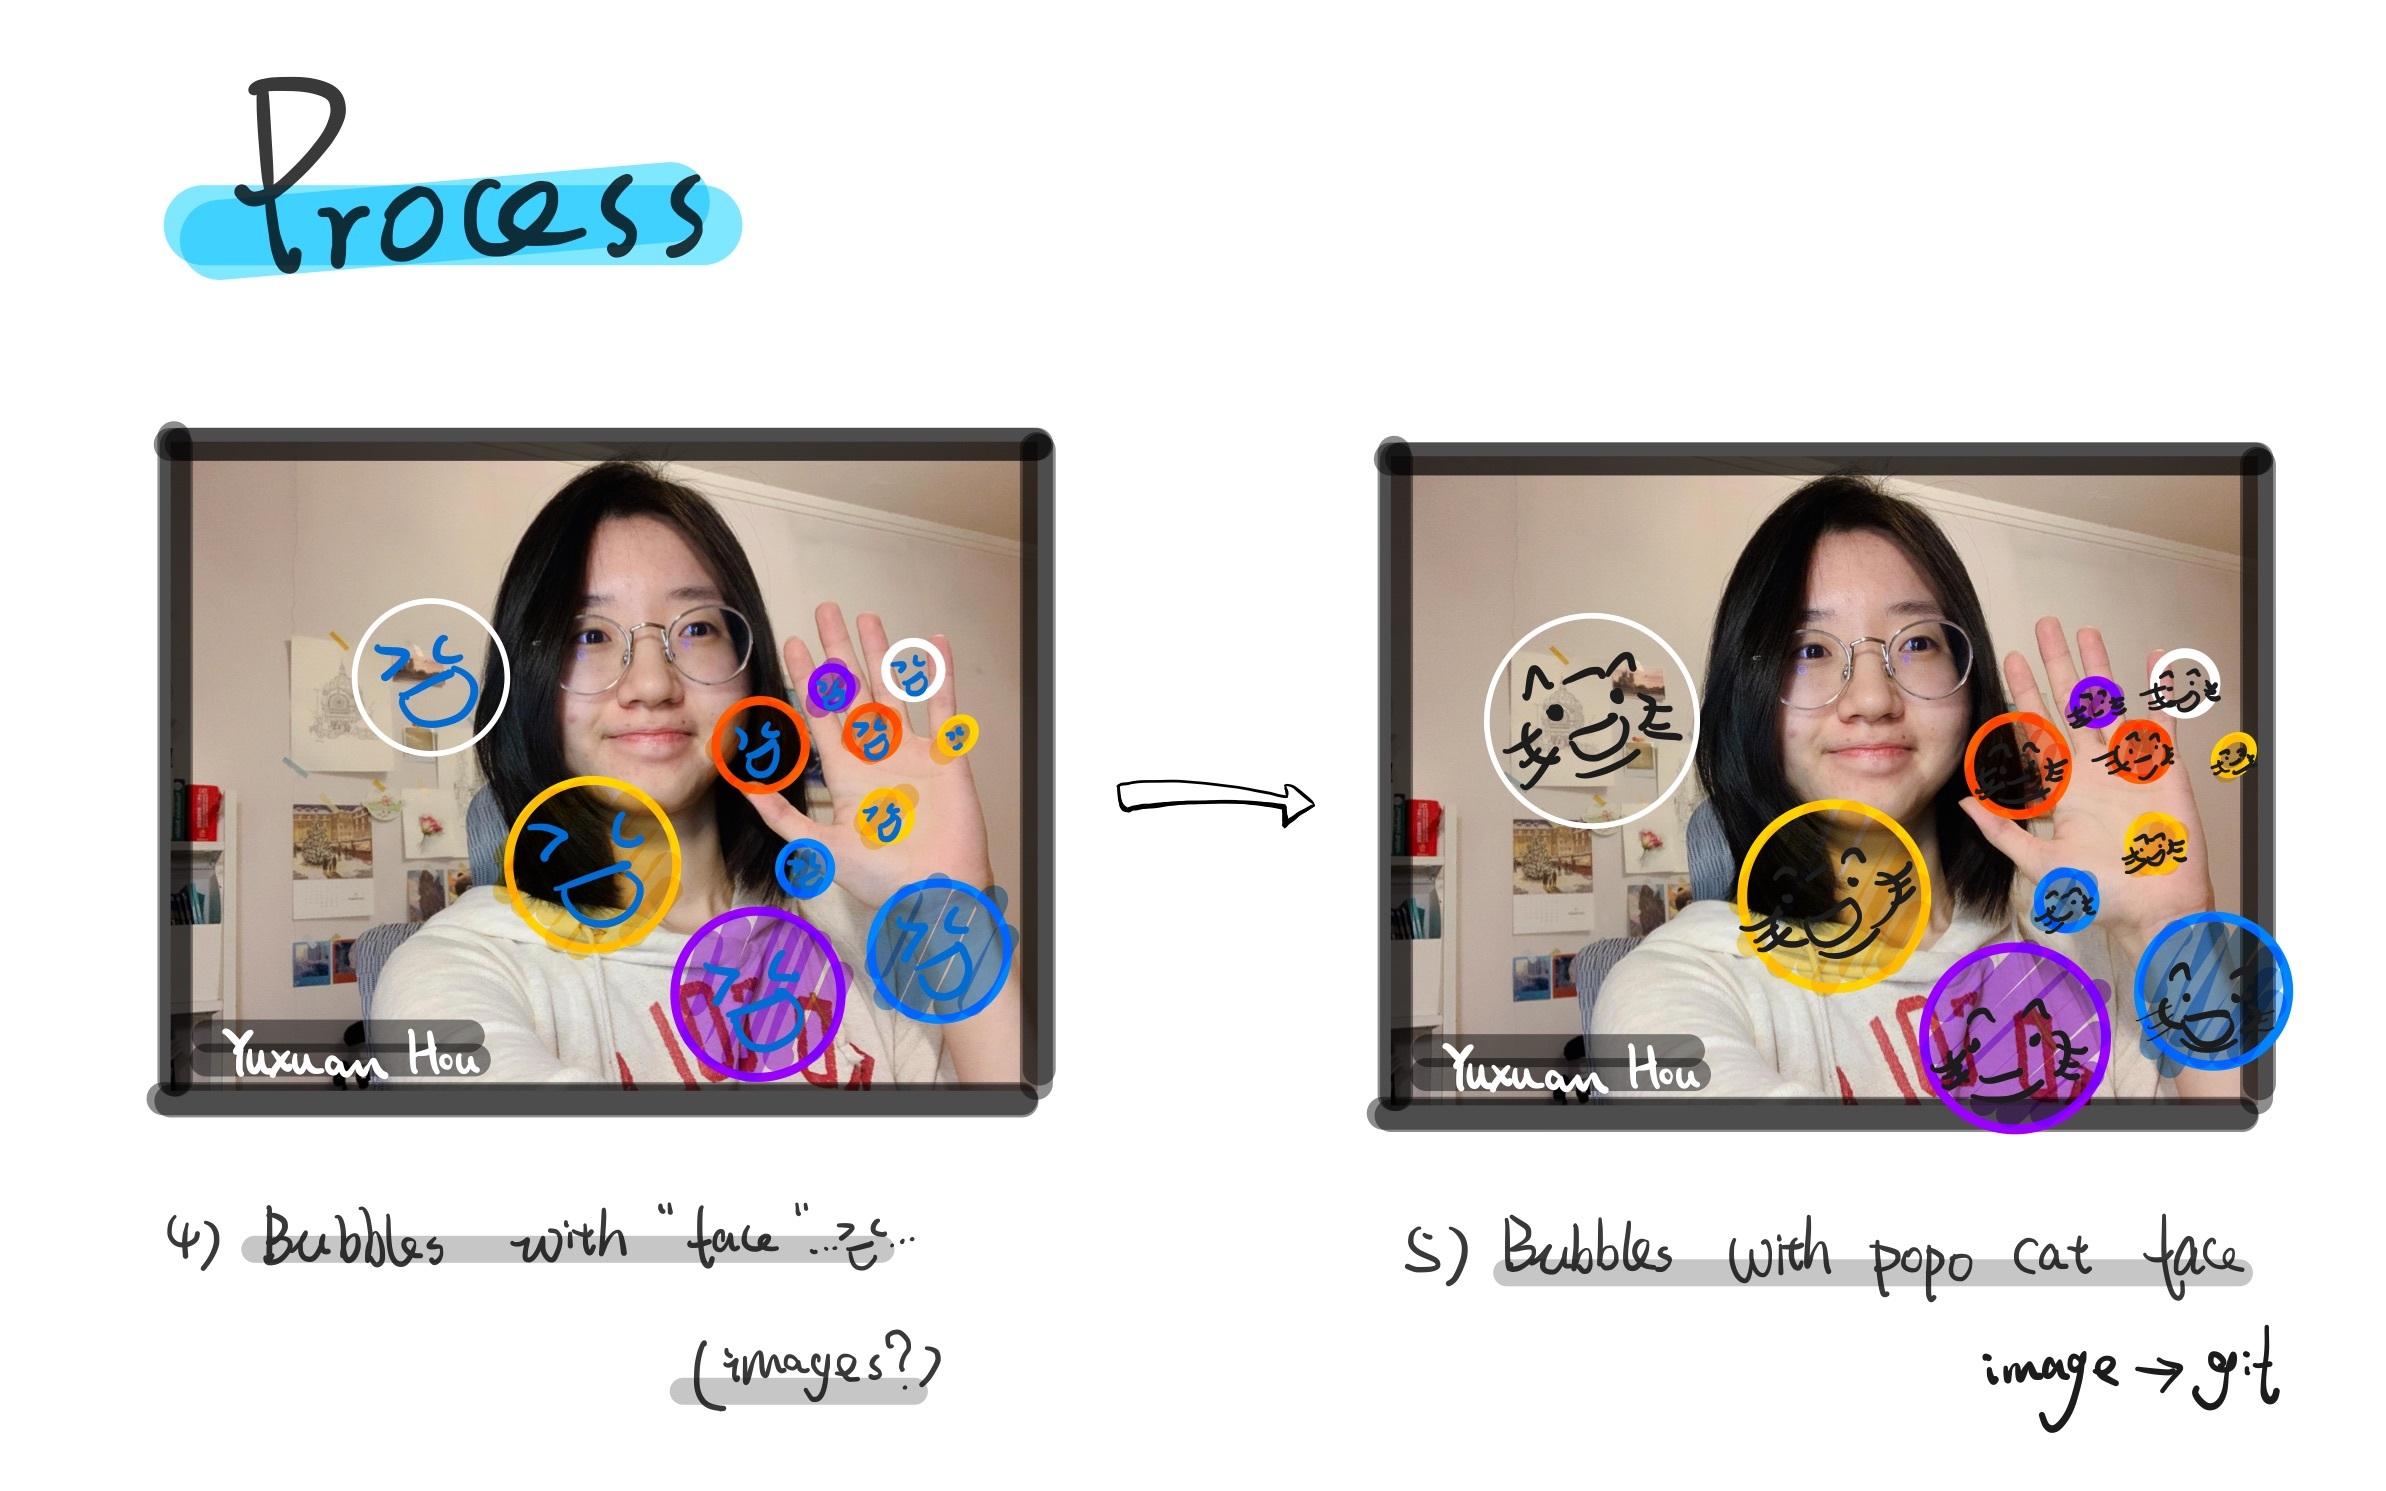 Process
Yuxuan Hou
Yuxuan Hou
4) Bubbles with "face"
(images?)
5) Bubbles with popo cat face
image → gif